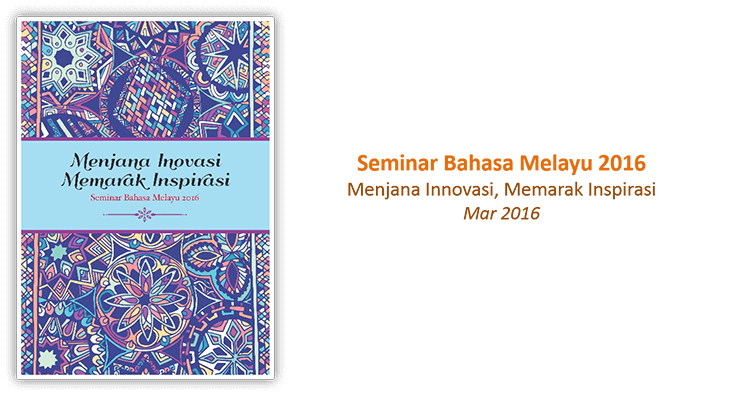 Menjana Inovasi
Memarak Inspirasi
Seminar Bahasa Melayu 2016
Seminar Bahasa Melayu 2016
Menjana Innovasi, Memarak Inspirasi
Mar 2016